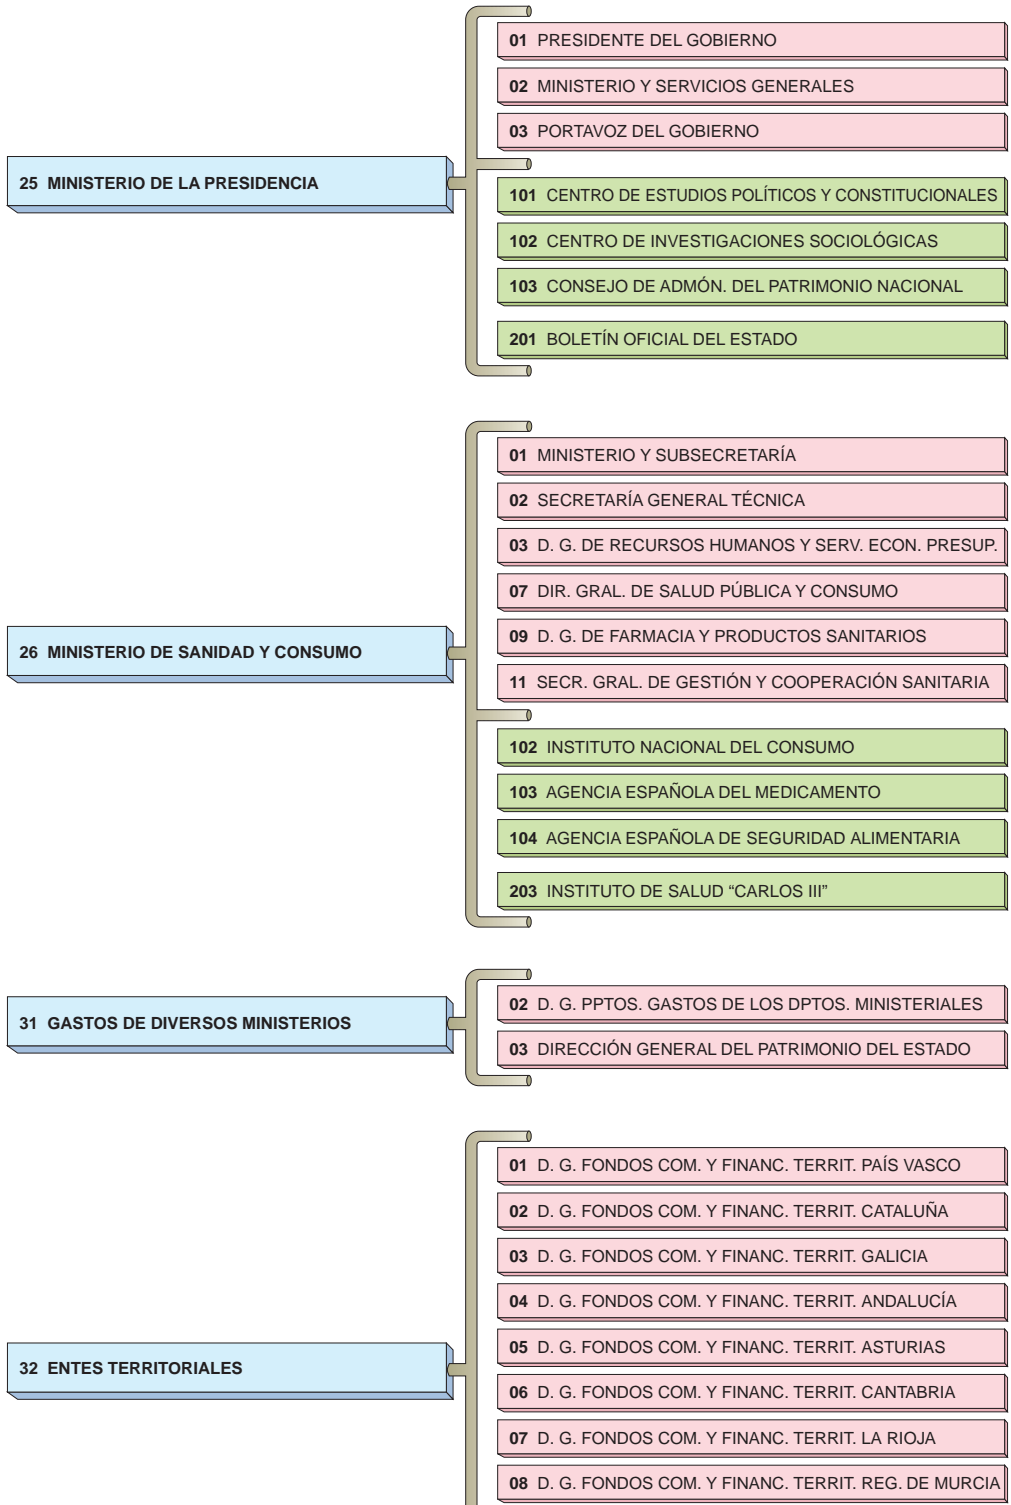 25 MINISTERIO DE LA PRESIDENCIA
01 PRESIDENTE DEL GOBIERNO
02 MINISTERIO Y SERVICIOS GENERALES
03 PORTAVOZ DEL GOBIERNO
101 CENTRO DE ESTUDIOS POLÍTICOS Y CONSTITUCIONALES
102 CENTRO DE INVESTIGACIONES SOCIOLÓGICAS
103 CONSEJO DE ADMÓN. DEL PATRIMONIO NACIONAL
201 BOLETÍN OFICIAL DEL ESTADO
26 MINISTERIO DE SANIDAD Y CONSUMO
01 MINISTERIO Y SUBSECRETARÍA
02 SECRETARÍA GENERAL TÉCNICA
03 D. G. DE RECURSOS HUMANOS Y SERV. ECON. PRESUP.
07 DIR. GRAL. DE SALUD PÚBLICA Y CONSUMO
09 D. G. DE FARMACIA Y PRODUCTOS SANITARIOS
11 SECR. GRAL. DE GESTIÓN Y COOPERACIÓN SANITARIA
102 INSTITUTO NACIONAL DEL CONSUMO
103 AGENCIA ESPAÑOLA DEL MEDICAMENTO
104 AGENCIA ESPAÑOLA DE SEGURIDAD ALIMENTARIA
203 INSTITUTO DE SALUD “CARLOS III”
31 GASTOS DE DIVERSOS MINISTERIOS
02 D. G. PPTOS. GASTOS DE LOS DPTOS. MINISTERIALES
03 DIRECCIÓN GENERAL DEL PATRIMONIO DEL ESTADO
32 ENTES TERRITORIALES
01 D. G. FONDOS COM. Y FINANC. TERRIT. PAÍS VASCO
02 D. G. FONDOS COM. Y FINANC. TERRIT. CATALUÑA
03 D. G. FONDOS COM. Y FINANC. TERRIT. GALICIA
04 D. G. FONDOS COM. Y FINANC. TERRIT. ANDALUCÍA
05 D. G. FONDOS COM. Y FINANC. TERRIT. ASTURIAS
06 D. G. FONDOS COM. Y FINANC. TERRIT. CANTABRIA
07 D. G. FONDOS COM. Y FINANC. TERRIT. LA RIOJA
08 D. G. FONDOS COM. Y FINANC. TERRIT. REG. DE MURCIA